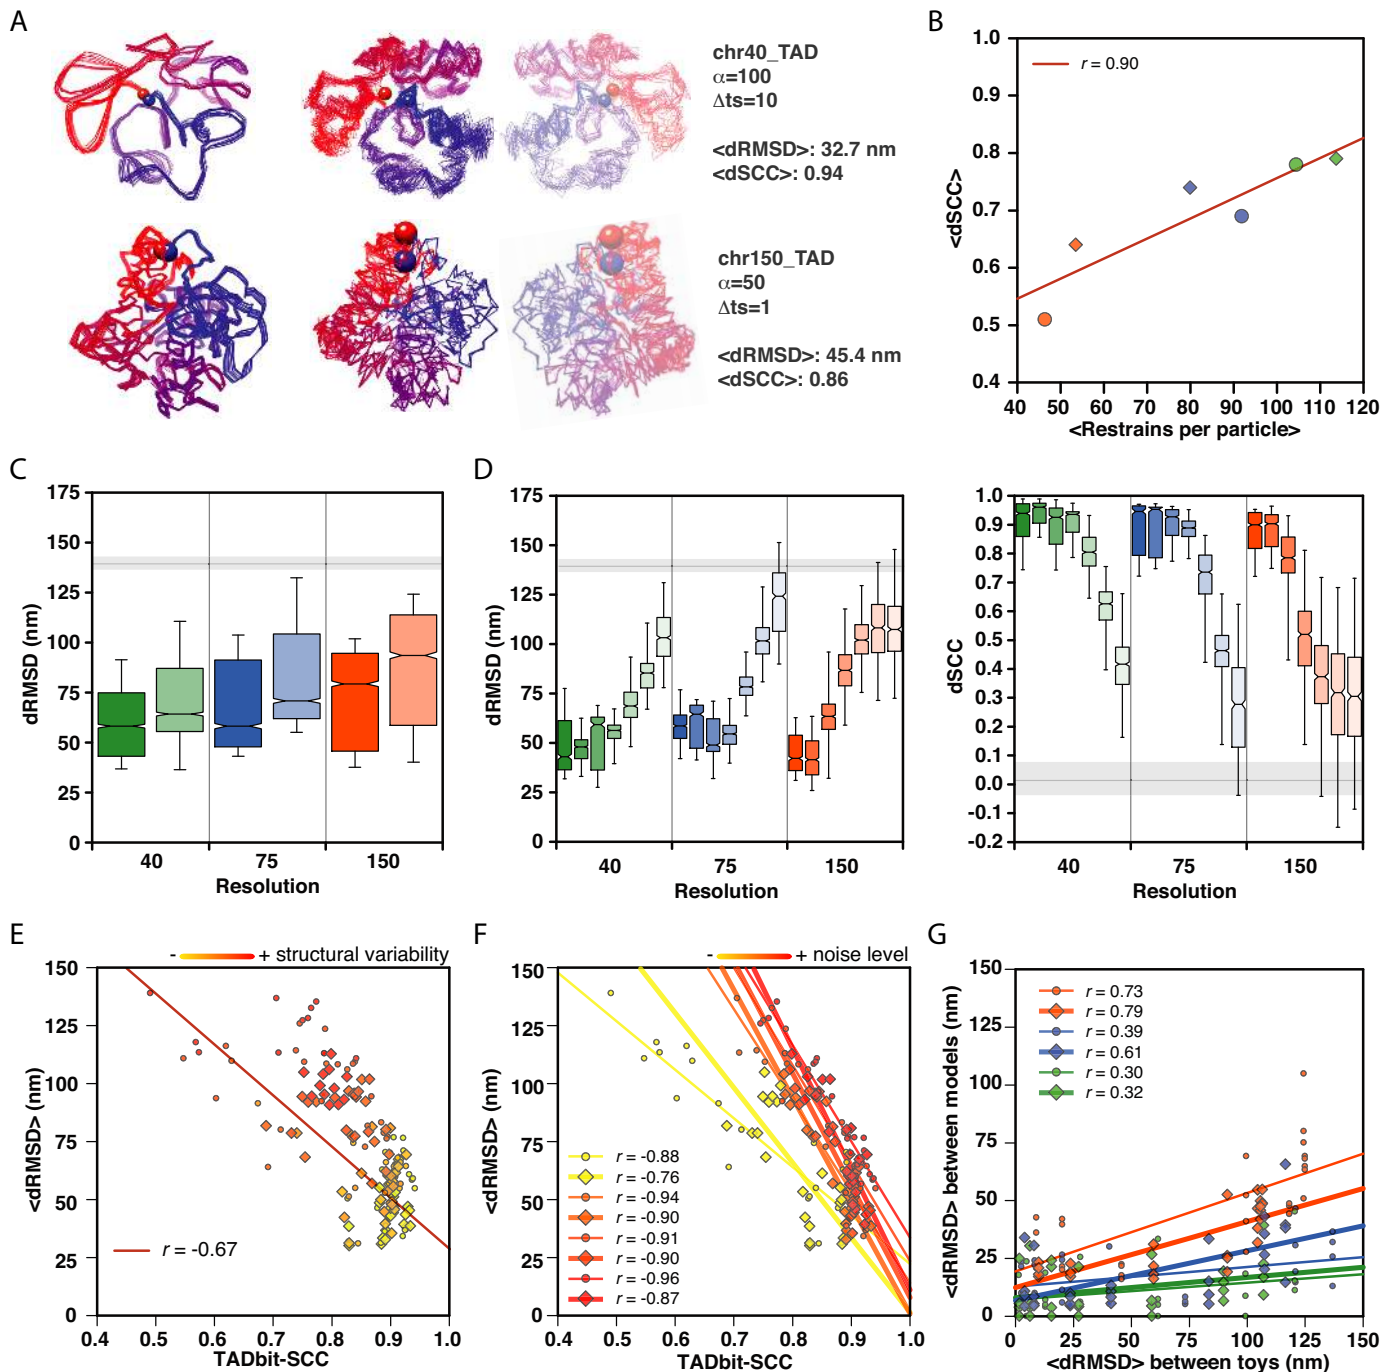 A
chr40_TAD
α=100
Δts=10
<dRMSD>: 32.7 nm
<dSCC>: 0.94
chr150_TAD
α=50
Δts=1
<dRMSD>: 45.4 nm
<dSCC>: 0.86
B
1.0
0.9
0.8
0.7
0.6
0.5
0.4
<dSCC>
r = 0.90
40 50 60 70 80 90 100 110 120
<Restrains per particle>
C
175
150
125
100
75
50
25
0
dRMSD (nm)
40 75 150
Resolution
D
175
150
125
100
75
50
25
0
dRMSD (nm)
40 75 150
Resolution
1.0
0.9
0.8
0.7
0.6
0.5
0.4
0.3
0.2
0.1
0.0
-0.1
-0.2
dSCC
40 75 150
Resolution
E
- + structural variability
150
125
100
75
50
25
0
<dRMSD> (nm)
r = -0.67
0.4 0.5 0.6 0.7 0.8 0.9 1.0
TADbit-SCC
F
- + noise level
150
125
100
75
50
25
0
<dRMSD> (nm)
r = -0.88
r = -0.76
r = -0.94
r = -0.90
r = -0.91
r = -0.90
r = -0.96
r = -0.87
0.4 0.5 0.6 0.7 0.8 0.9 1.0
TADbit-SCC
G
150
125
100
75
50
25
0
<dRMSD> between models (nm)
r = 0.73
r = 0.79
r = 0.39
r = 0.61
r = 0.30
r = 0.32
0 25 50 75 100 125 150
<dRMSD> between toys (nm)